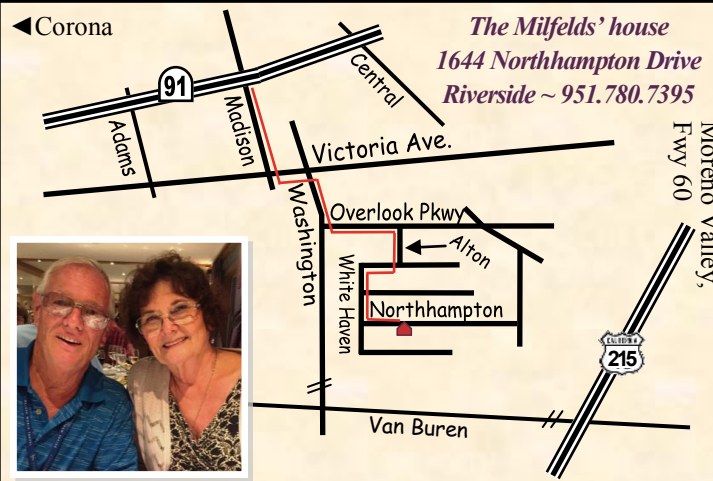 ◄Corona
The Milfelds’ house
1644 Northhampton Drive
Riverside ~ 951.780.7395
91
Central
Madison
Adams
Victoria Ave.
Moreno Valley,
Fwy 60
Washington
Overlook Pkwy
Alton
White Haven
Northhampton
CALIFORNIA
215
Van Buren